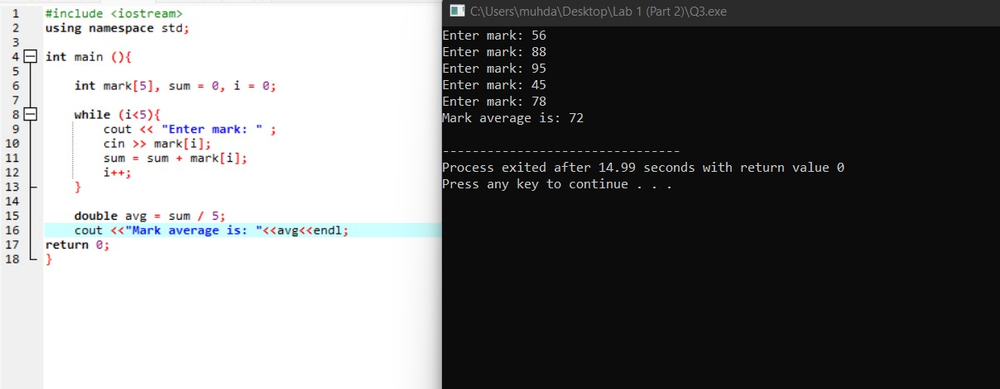 1 #include <iostream>
2 using namespace std;
3
4 int main (){
5
6 int mark[5], sum = 0, i = 0;
7
8 while (i<5){
9 cout << "Enter mark: " ;
10 cin >> mark[i];
11 sum = sum + mark[i];
12 i++;
13 }
14
15 double avg = sum / 5;
16 cout <<"Mark average is: "<<avg<<endl;
17 return 0;
18 }
C:\Users\muhda\Desktop\Lab 1 (Part 2)\Q3.exe
Enter mark: 56
Enter mark: 88
Enter mark: 95
Enter mark: 45
Enter mark: 78
Mark average is: 72
--------------------------------
Process exited after 14.99 seconds with return value 0
Press any key to continue . . .